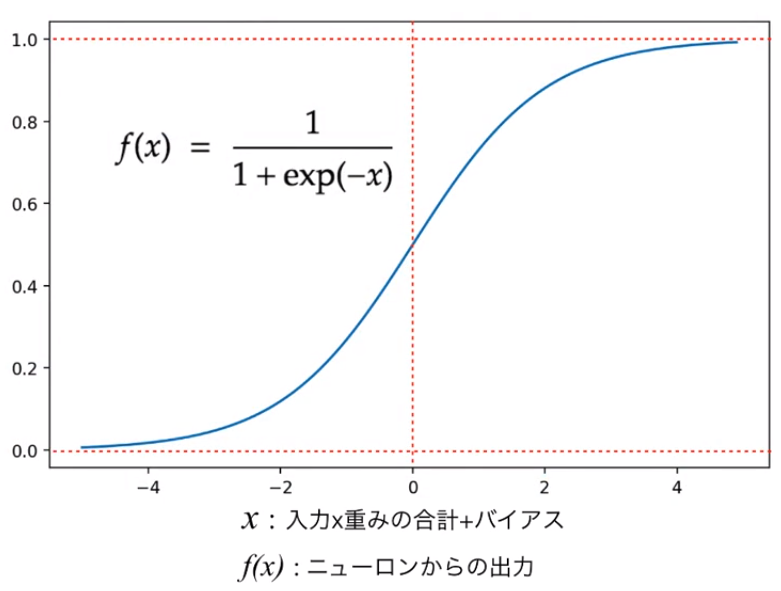 1.0
0.8
0.6
0.4
0.2
0.0
f(x) = 1 / 1 + exp(−x)
−4 −2 0 2 4
x : 入力x重みの合計+バイアス
f(x) : ニューロンからの出力